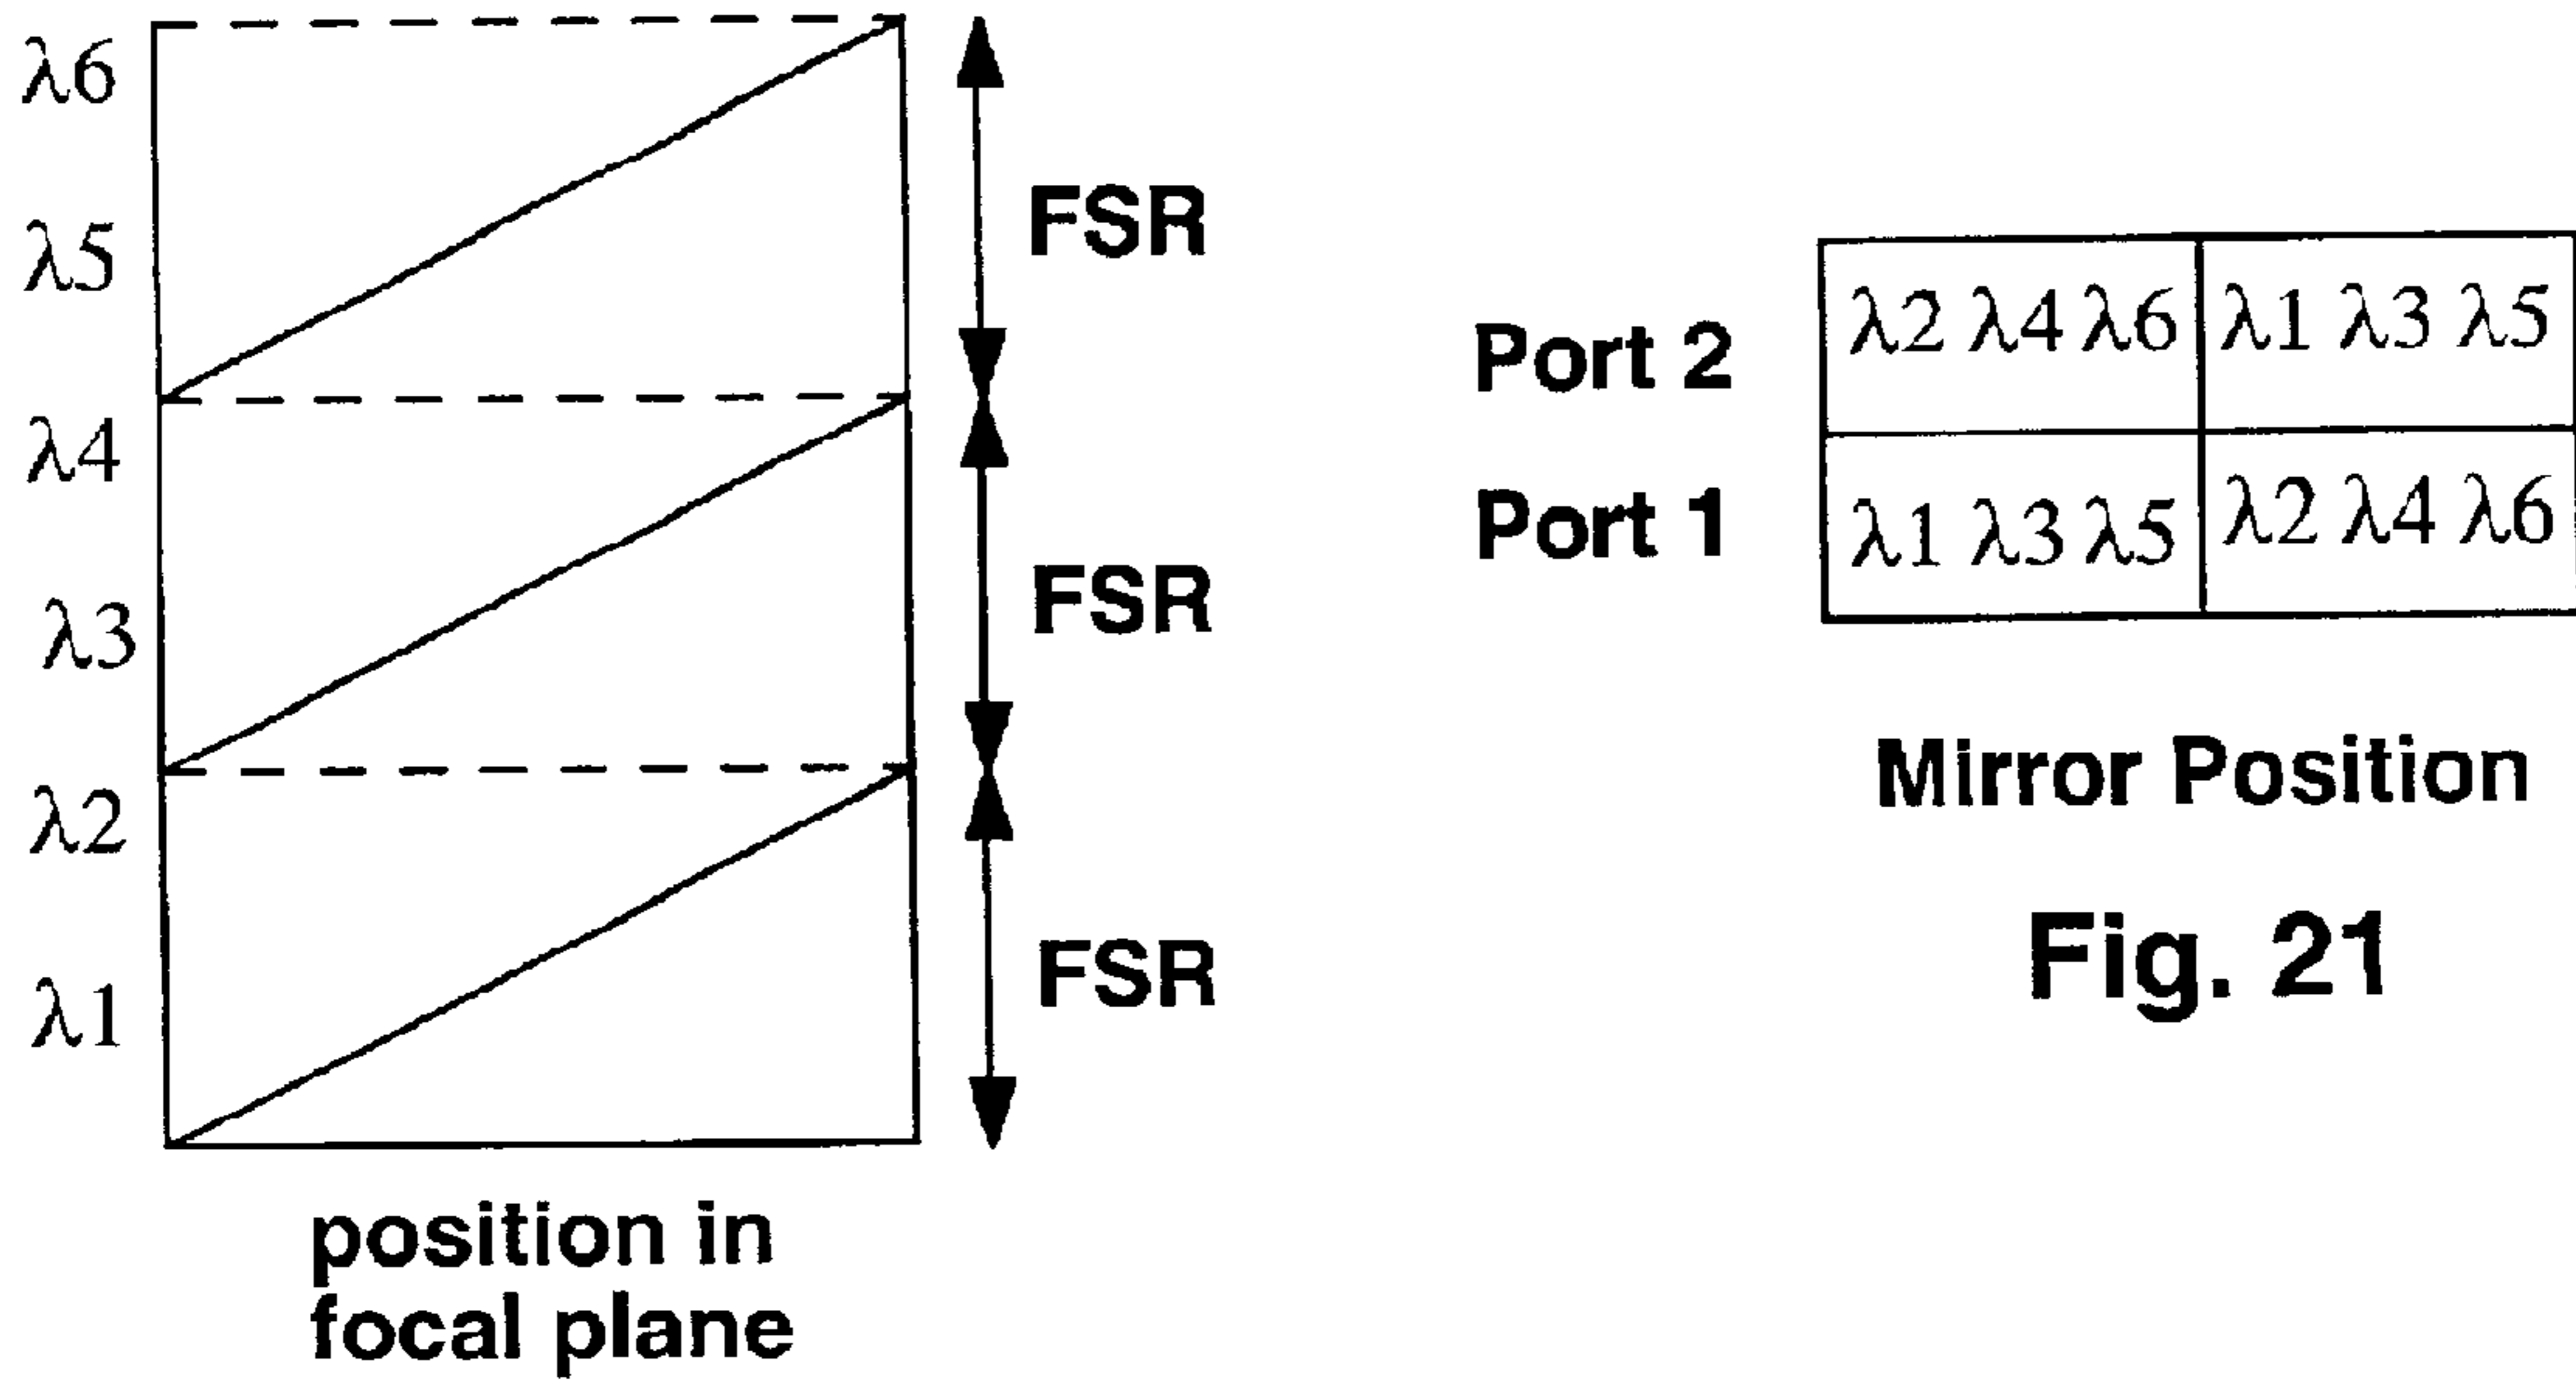 λ6
λ5
λ4
λ3
λ2
λ1
FSR
FSR
FSR
position in
focal plane
Port 2
λ2 λ4 λ6
λ1 λ3 λ5
Port 1
λ1 λ3 λ5
λ2 λ4 λ6
Mirror Position
Fig. 21